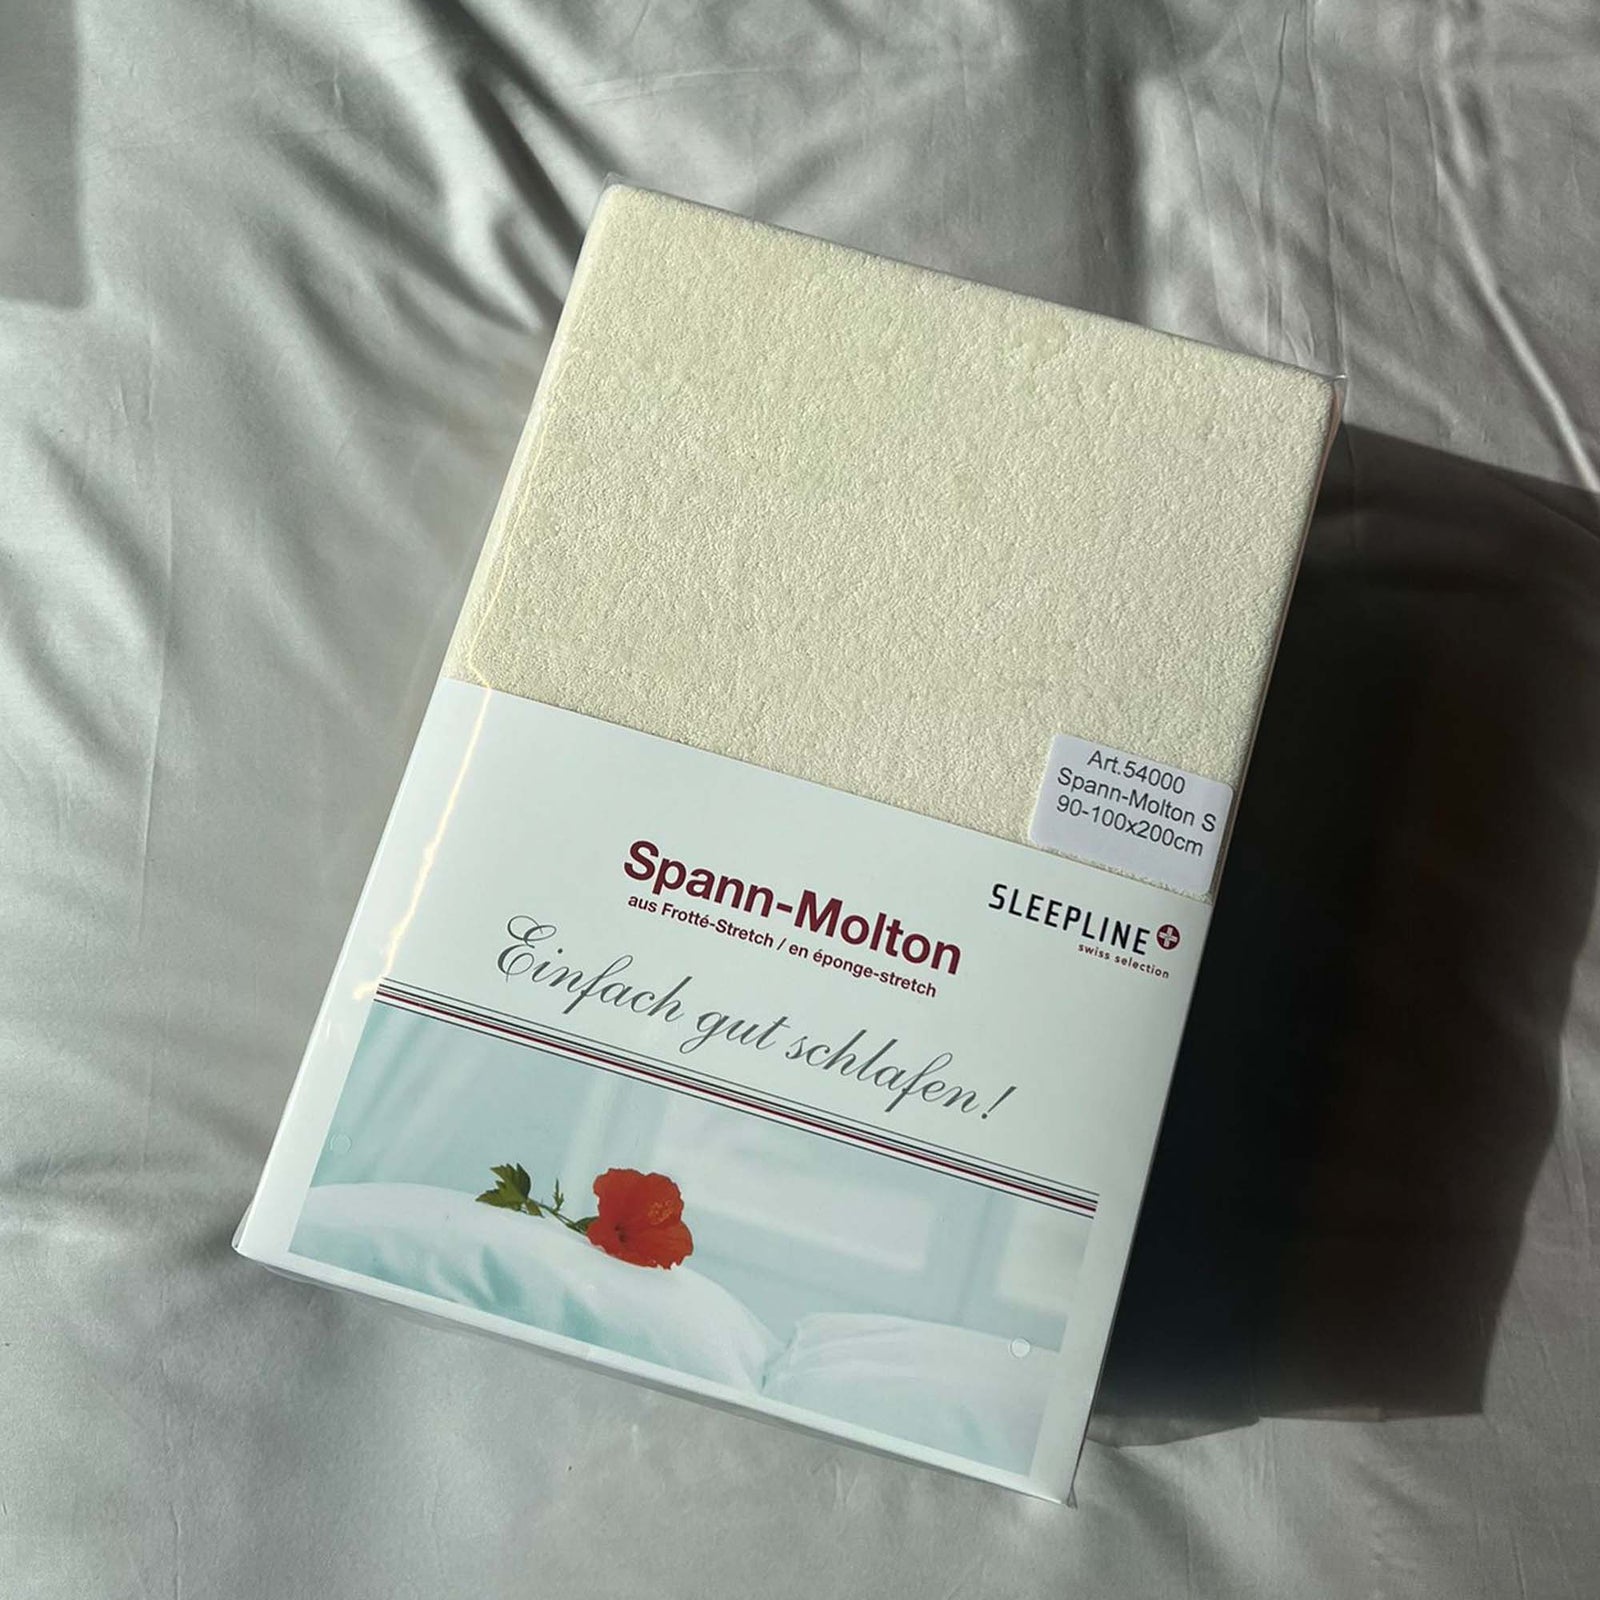 Art.54000
Spann-Molton S
90-100x200cm
SLEEPLINE
swiss selection
Spann-Molton
aus Frotté-Stretch / en éponge-stretch
Einfach gut schlafen!